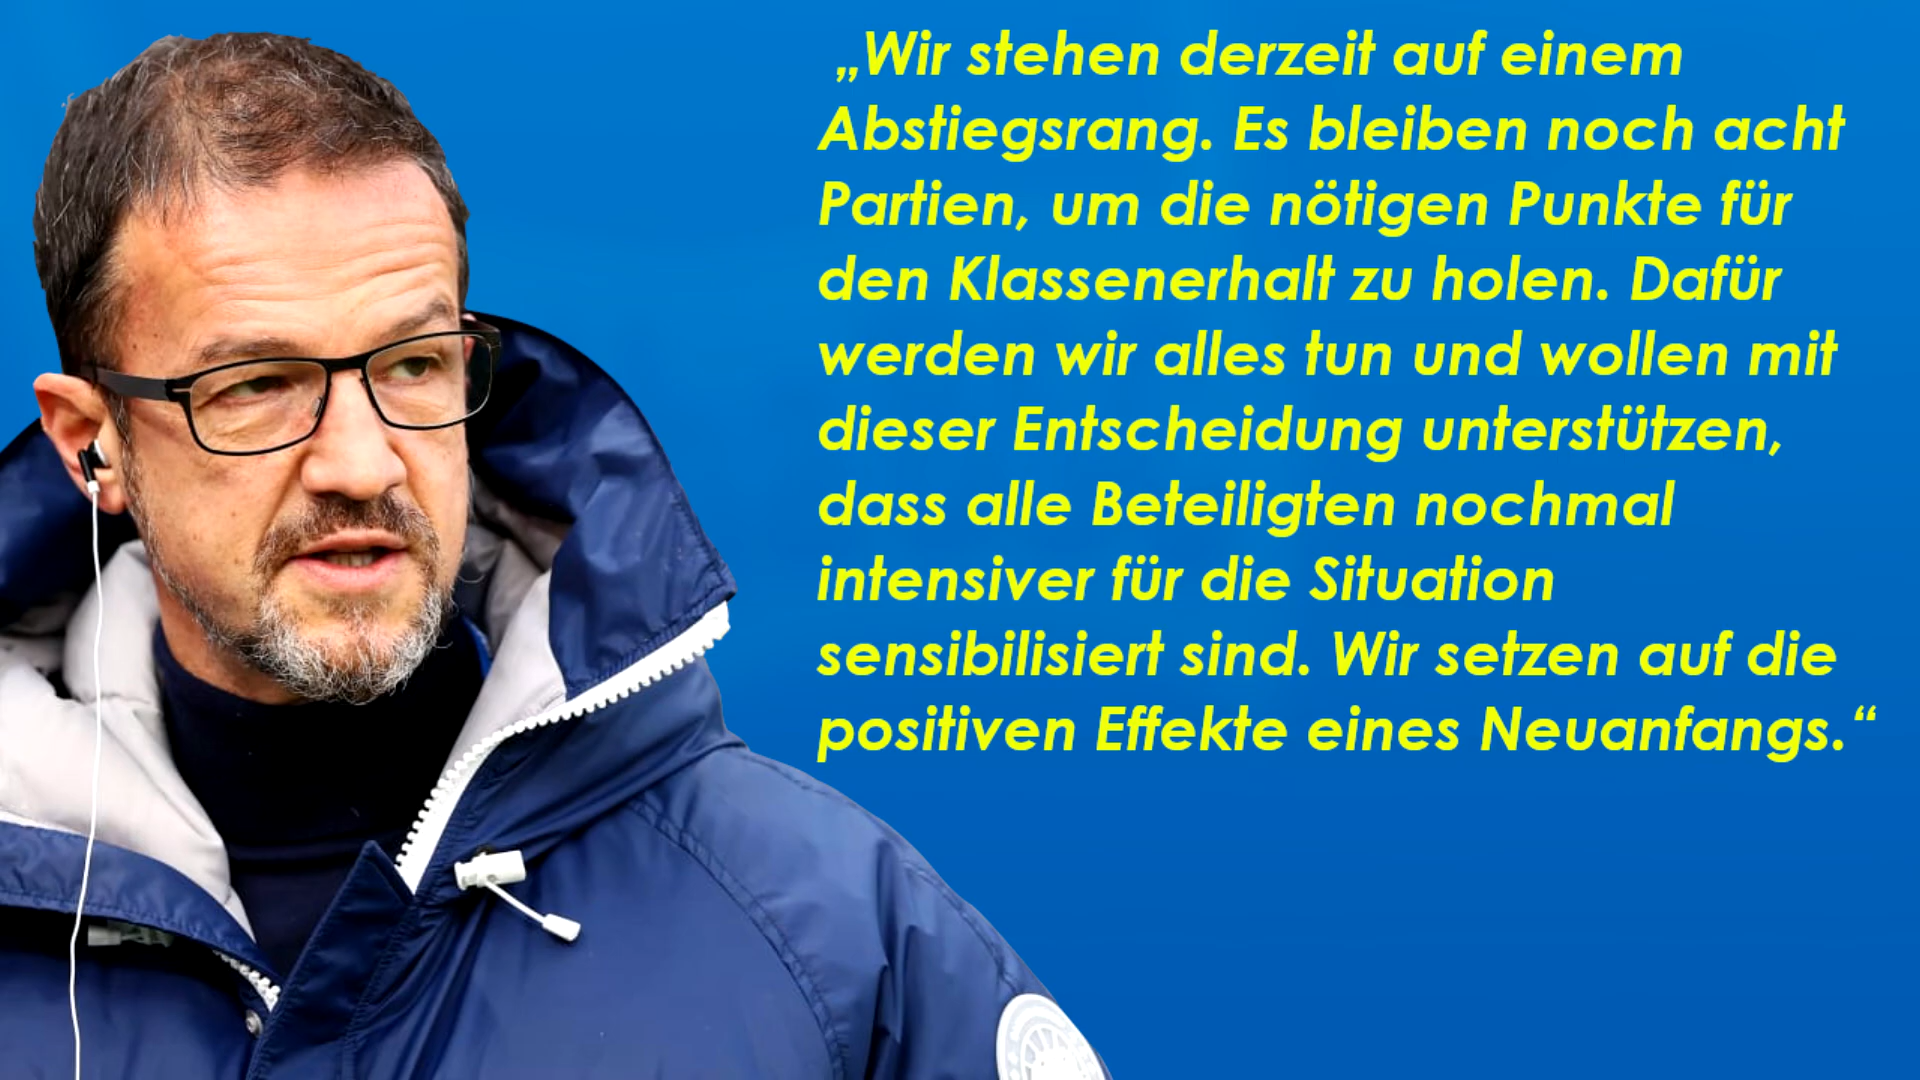 „Wir stehen derzeit auf einem
Abstiegsrang. Es bleiben noch acht
Partien, um die nötigen Punkte für
den Klassenerhalt zu holen. Dafür
werden wir alles tun und wollen mit
dieser Entscheidung unterstützen,
dass alle Beteiligten nochmal
intensiver für die Situation
sensibilisiert sind. Wir setzen auf die
positiven Effekte eines Neuanfangs.“